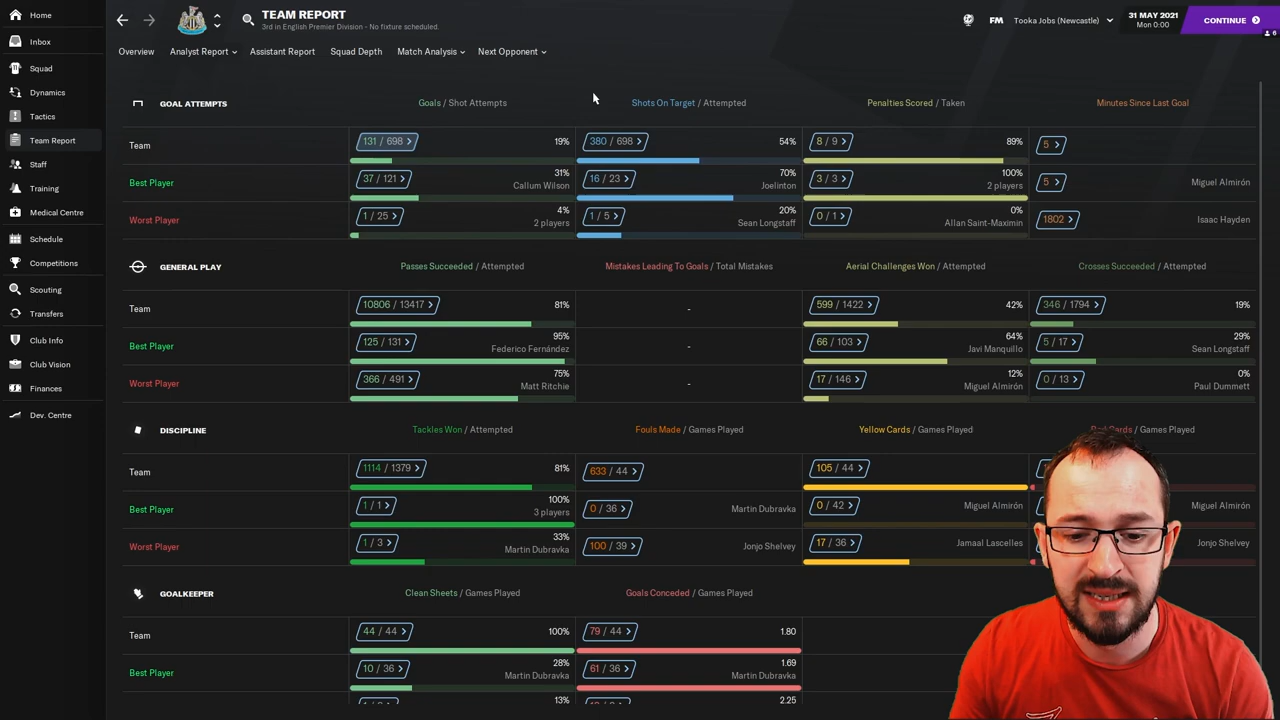 Home
Inbox
Squad
Dynamics
Tactics
Team Report
Staff
Training
Medical Centre
Schedule
Competitions
Scouting
Transfers
Club Info
Club Vision
Finances
Dev. Centre
TEAM REPORT
3rd in English Premier Division - No fixture scheduled.
FM Tooka Jobs (Newcastle)
31 MAY 2021
Mon 0:00
CONTINUE
6
Overview Analyst Report Assistant Report Squad Depth Match Analysis Next Opponent
GOAL ATTEMPTS Goals / Shot Attempts Shots On Target / Attempted Penalties Scored / Taken Minutes Since Last Goal
Team 131 / 698 19% 380 / 698 54% 8 / 9 89% 5
Best Player 37 / 121 31% Callum Wilson 16 / 23 70% Joelinton 3 / 3 100% 2 players 5 Miguel Almirón
Worst Player 1 / 25 4% 2 players 1 / 5 20% Sean Longstaff 0 / 1 0% Allan Saint-Maximin 1802 Isaac Hayden
GENERAL PLAY Passes Succeeded / Attempted Mistakes Leading To Goals / Total Mistakes Aerial Challenges Won / Attempted Crosses Succeeded / Attempted
Team 10806 / 13417 81% - 599 / 1422 42% 346 / 1794 19%
Best Player 125 / 131 95% Federico Fernández - 66 / 103 64% Javi Manquillo 5 / 17 29% Sean Longstaff
Worst Player 366 / 491 75% Matt Ritchie - 17 / 146 12% Miguel Almirón 0 / 13 0% Paul Dummett
DISCIPLINE Tackles Won / Attempted Fouls Made / Games Played Yellow Cards / Games Played Cards / Games Played
Team 1114 / 1379 81% 633 / 44 105 / 44
Best Player 1 / 1 100% 3 players 0 / 36 Martin Dubravka 0 / 42 Miguel Almirón Miguel Almirón
Worst Player 1 / 3 33% Martin Dubravka 100 / 39 Jonjo Shelvey 17 / 36 Jamaal Lascelles Jonjo Shelvey
GOALKEEPER Clean Sheets / Games Played Goals Conceded / Games Played
Team 44 / 44 100% 79 / 44 1.80
Best Player 10 / 36 28% Martin Dubravka 61 / 36 1.69 Martin Dubravka
13% 2.25